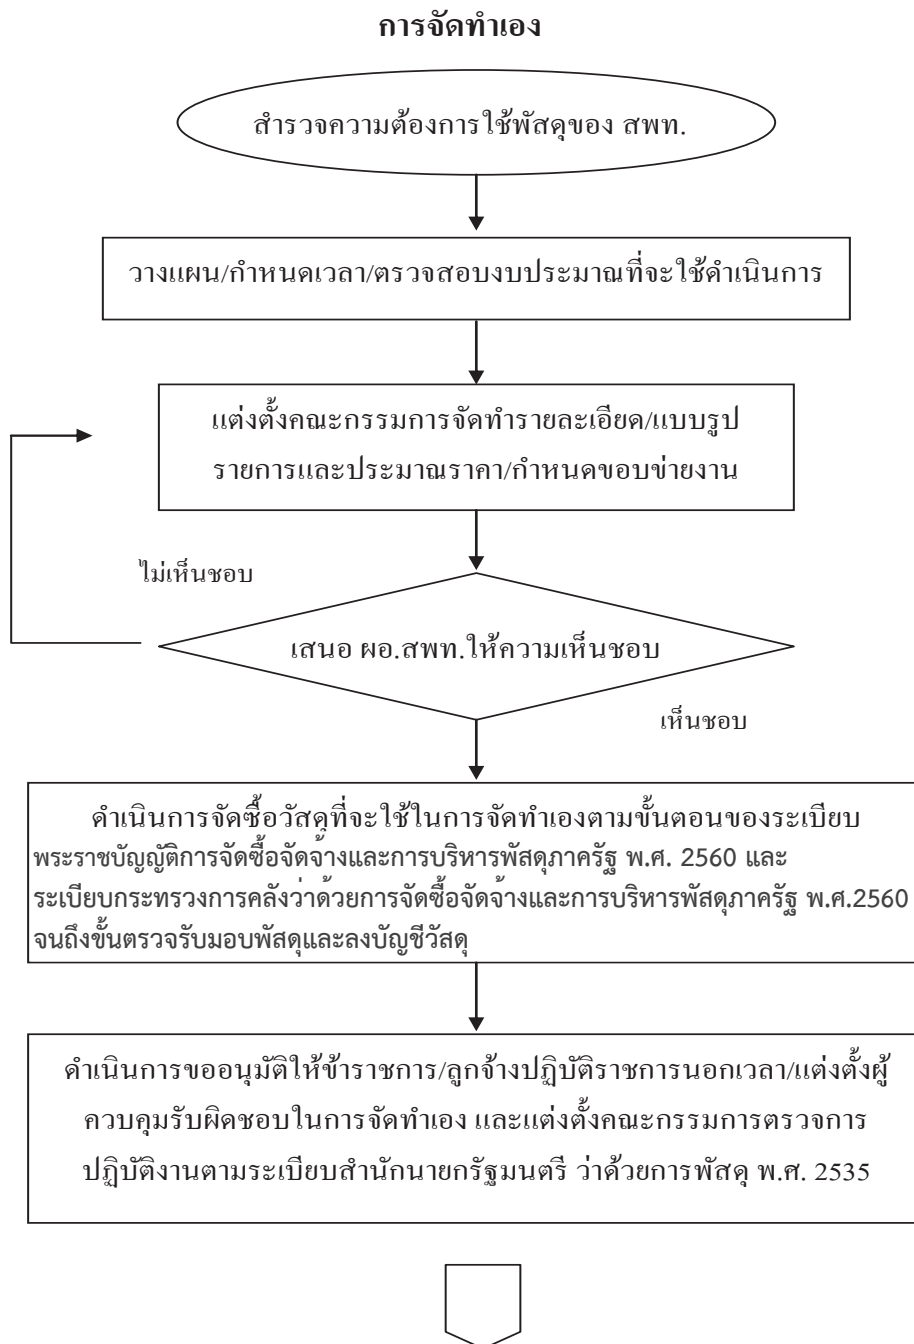 การจัดทำเอง
สำรวจความต้องการใช้พัสดุของ สพท.
วางแผน/กำหนดเวลา/ตรวจสอบงบประมาณที่จะใช้ดำเนินการ
แต่งตั้งคณะกรรมการจัดทำรายละเอียด/แบบรูป
รายการและประมาณราคา/กำหนดขอบข่ายงาน
ไม่เห็นชอบ
เสนอ ผอ.สพท.ให้ความเห็นชอบ
เห็นชอบ
ดำเนินการจัดซื้อวัสดุที่จะใช้ในการจัดทำเองตามขั้นตอนของระเบียบ
พระราชบัญญัติการจัดซื้อจัดจ้างและการบริหารพัสดุภาครัฐ พ.ศ. 2560 และ
ระเบียบกระทรวงการคลังว่าด้วยการจัดซื้อจัดจ้างและการบริหารพัสดุภาครัฐ พ.ศ.2560
จนถึงขั้นตรวจรับมอบพัสดุและลงบัญชีวัสดุ
ดำเนินการขออนุมัติให้ข้าราชการ/ลูกจ้างปฏิบัติราชการนอกเวลา/แต่งตั้งผู้
ควบคุมรับผิดชอบในการจัดทำเอง และแต่งตั้งคณะกรรมการตรวจการ
ปฏิบัติงานตามระเบียบสำนักนายกรัฐมนตรี ว่าด้วยการพัสดุ พ.ศ. 2535